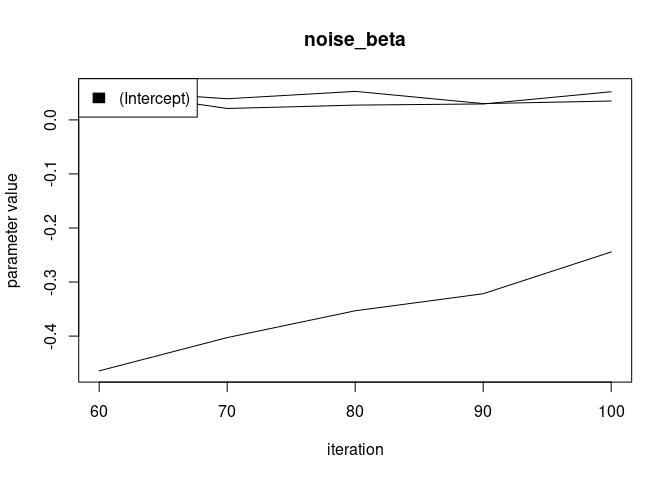 noise_beta
(Intercept)
parameter value
0.0
-0.1
-0.2
-0.3
-0.4
60 70 80 90 100
iteration